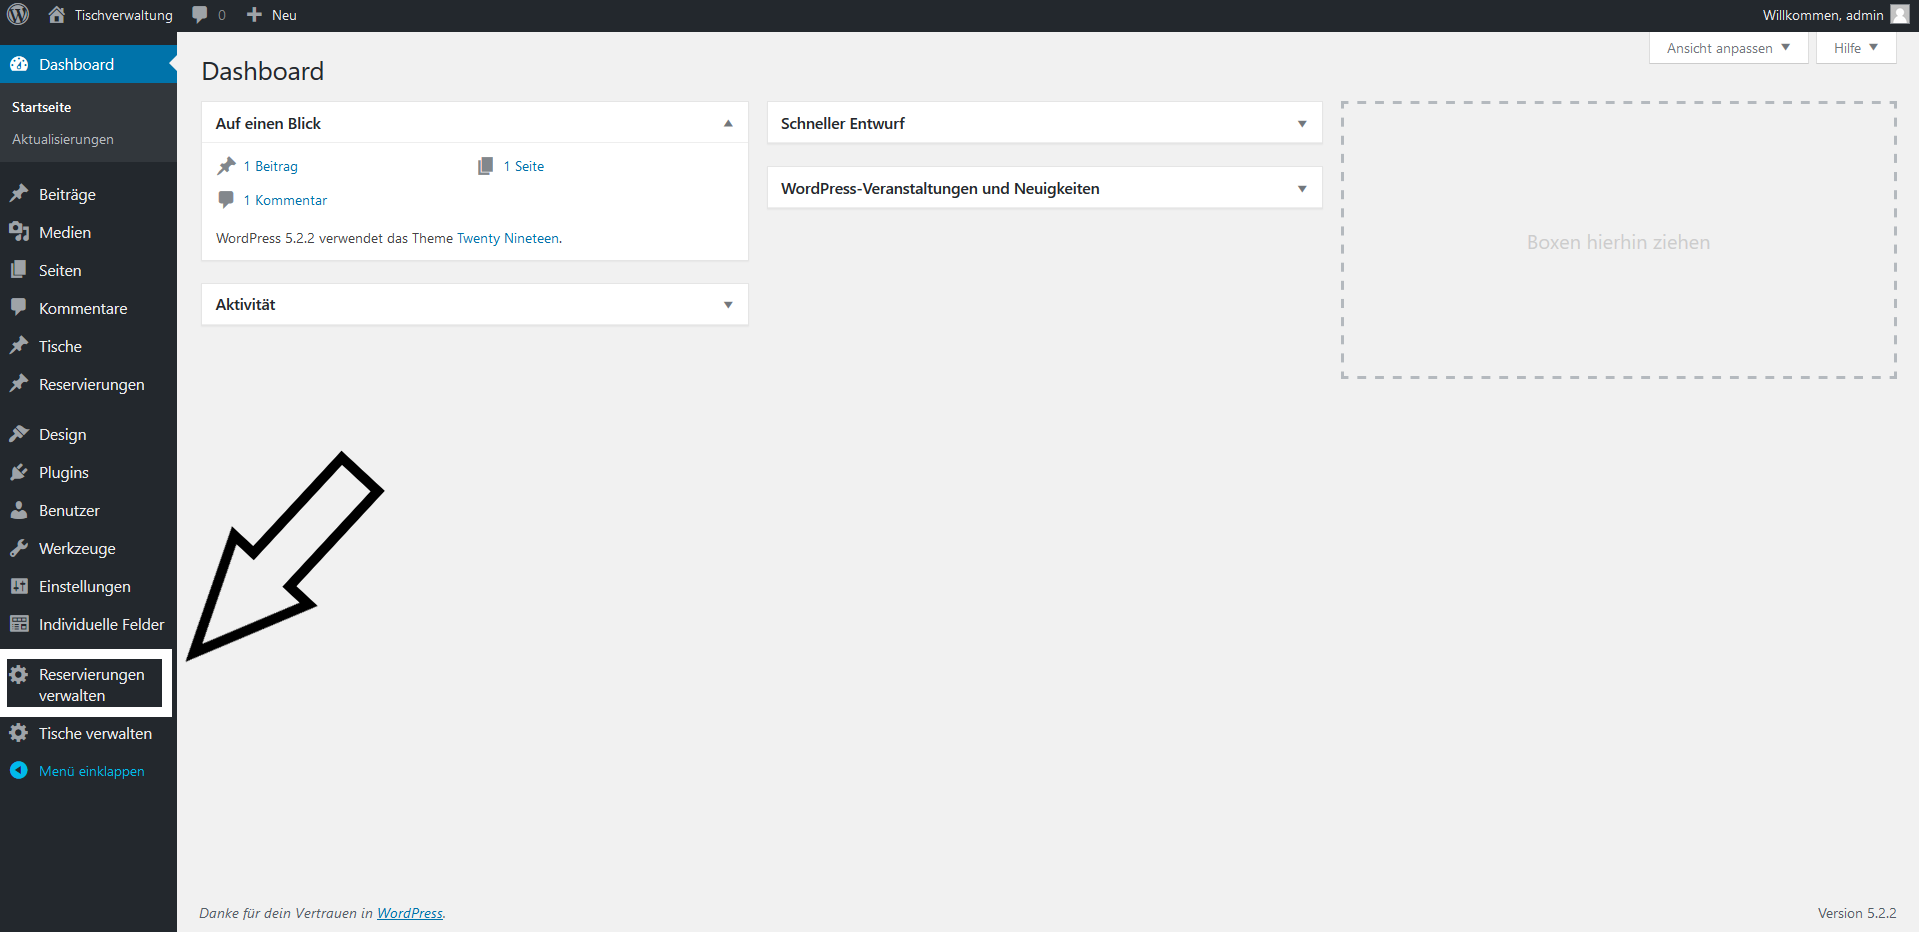 Tischverwaltung 0 Neu Willkommen, admin
Ansicht anpassen Hilfe
Dashboard
Startseite
Aktualisierungen
Beiträge
Medien
Seiten
Kommentare
Tische
Reservierungen
Design
Plugins
Benutzer
Werkzeuge
Einstellungen
Individuelle Felder
Reservierungen
verwalten
Tische verwalten
Menü einklappen
Dashboard
Auf einen Blick
1 Beitrag 1 Seite
1 Kommentar
WordPress 5.2.2 verwendet das Theme Twenty Nineteen.
Aktivität
Schneller Entwurf
WordPress-Veranstaltungen und Neuigkeiten
Boxen hierhin ziehen
Danke für dein Vertrauen in WordPress.
Version 5.2.2